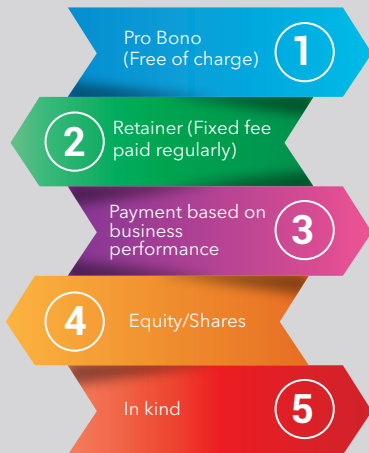 Pro Bono
(Free of charge)
1
2
Retainer (Fixed fee
paid regularly)
Payment based on
business
performance
3
4
Equity/Shares
In kind
5